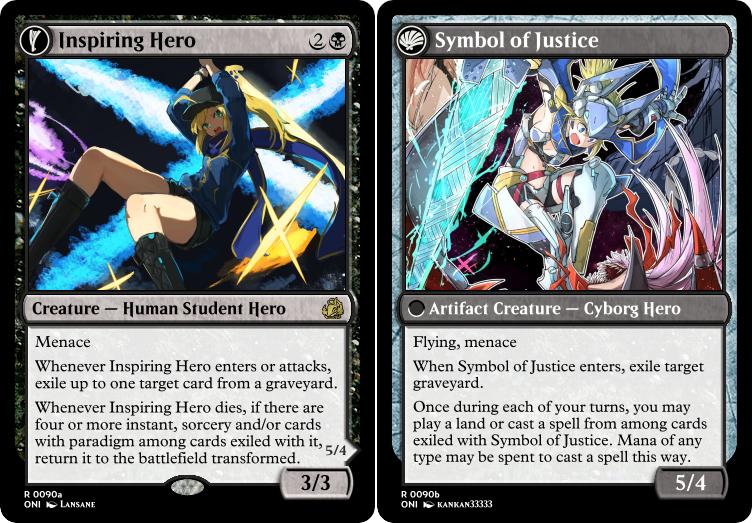 Inspiring Hero
2
Creature — Human Student Hero
Menace
Whenever Inspiring Hero enters or attacks,
exile up to one target card from a graveyard.
Whenever Inspiring Hero dies, if there are
four or more instant, sorcery and/or cards
with paradigm among cards exiled with it,
return it to the battlefield transformed.
5/4
3/3
R 0090a
ONI LANSANE
Symbol of Justice
Artifact Creature — Cyborg Hero
Flying, menace
When Symbol of Justice enters, exile target
graveyard.
Once during each of your turns, you may
play a land or cast a spell from among cards
exiled with Symbol of Justice. Mana of any
type may be spent to cast a spell this way.
5/4
R 0090b
ONI KANKAN33333